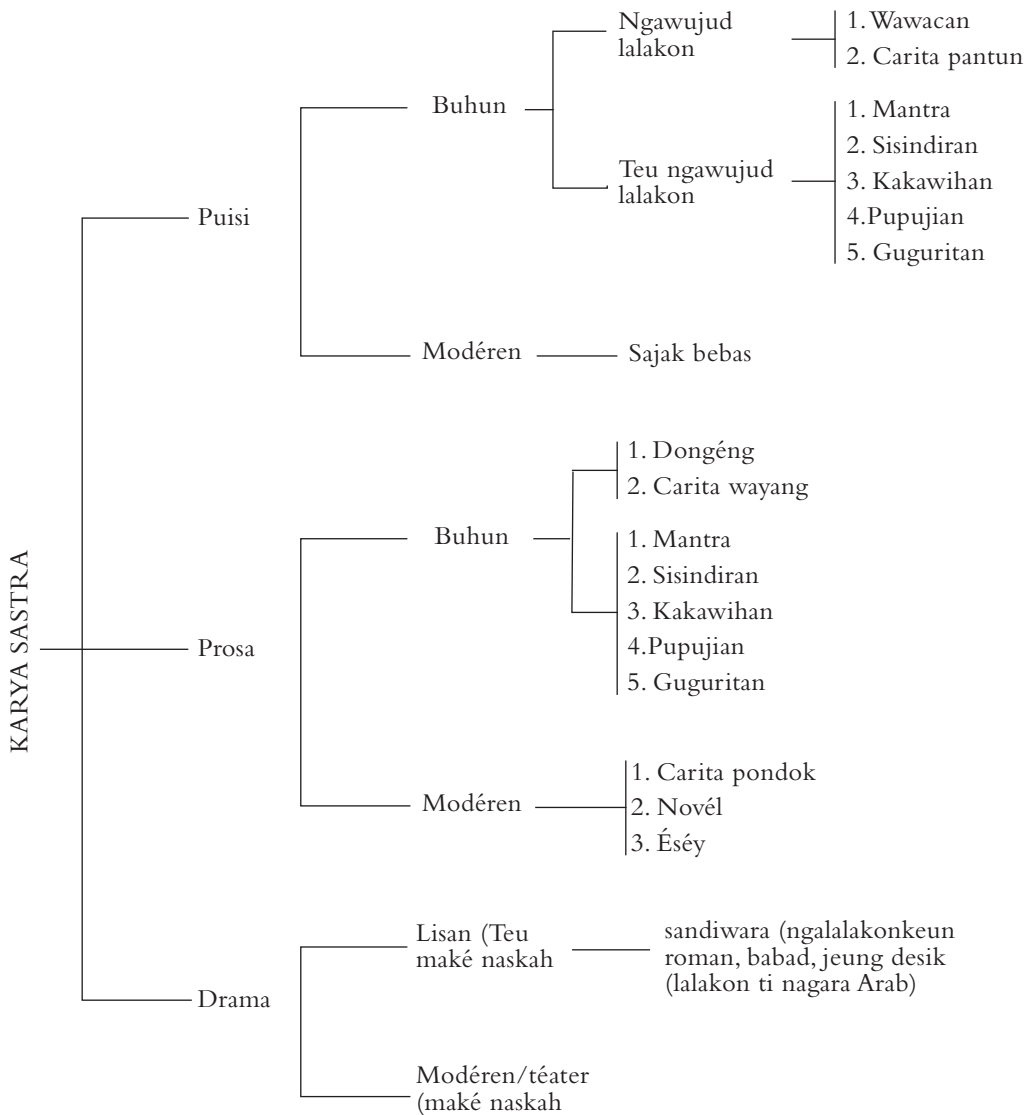 KARYA SASTRA
Puisi
Buhun
Ngawujud
lalakon
1. Wawacan
2. Carita pantun
Teu ngawujud
lalakon
1. Mantra
2. Sisindiran
3. Kakawihan
4.Pupujian
5. Guguritan
Modéren
Sajak bebas
Prosa
Buhun
1. Dongéng
2. Carita wayang
1. Mantra
2. Sisindiran
3. Kakawihan
4.Pupujian
5. Guguritan
Modéren
1. Carita pondok
2. Novél
3. Éséy
Drama
Lisan (Teu
maké naskah
sandiwara (ngalalakonkeun
roman, babad, jeung desik
(lalakon ti nagara Arab)
Modéren/téater
(maké naskah